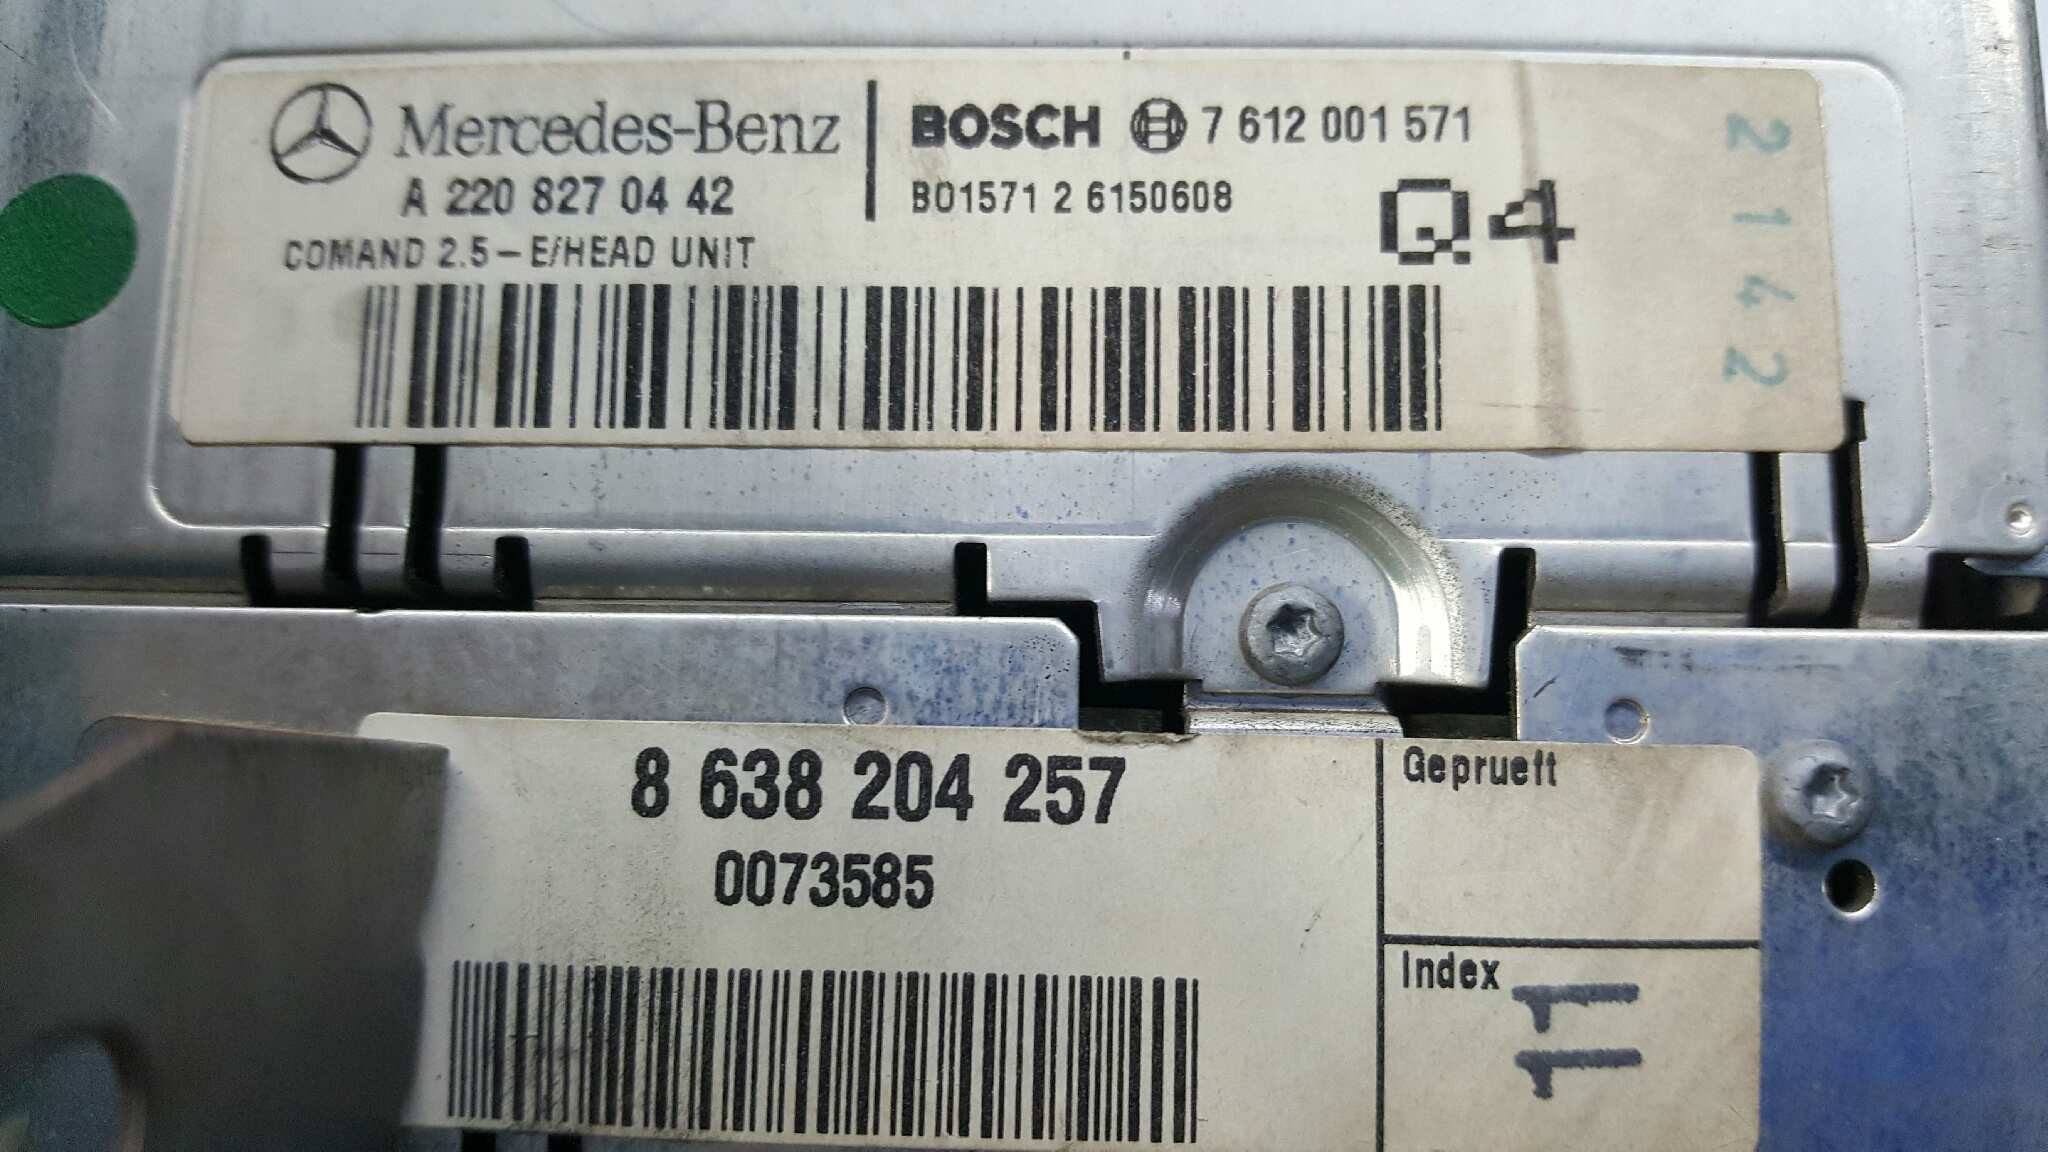 Mercedes-Benz
A 220 827 04 42
BOSCH 7 612 001 571
B01571 2 6150608
Q4
COMAND 2.5-E/HEAD UNIT
2142
8 638 204 257
0073585
Geprueft
Index
11